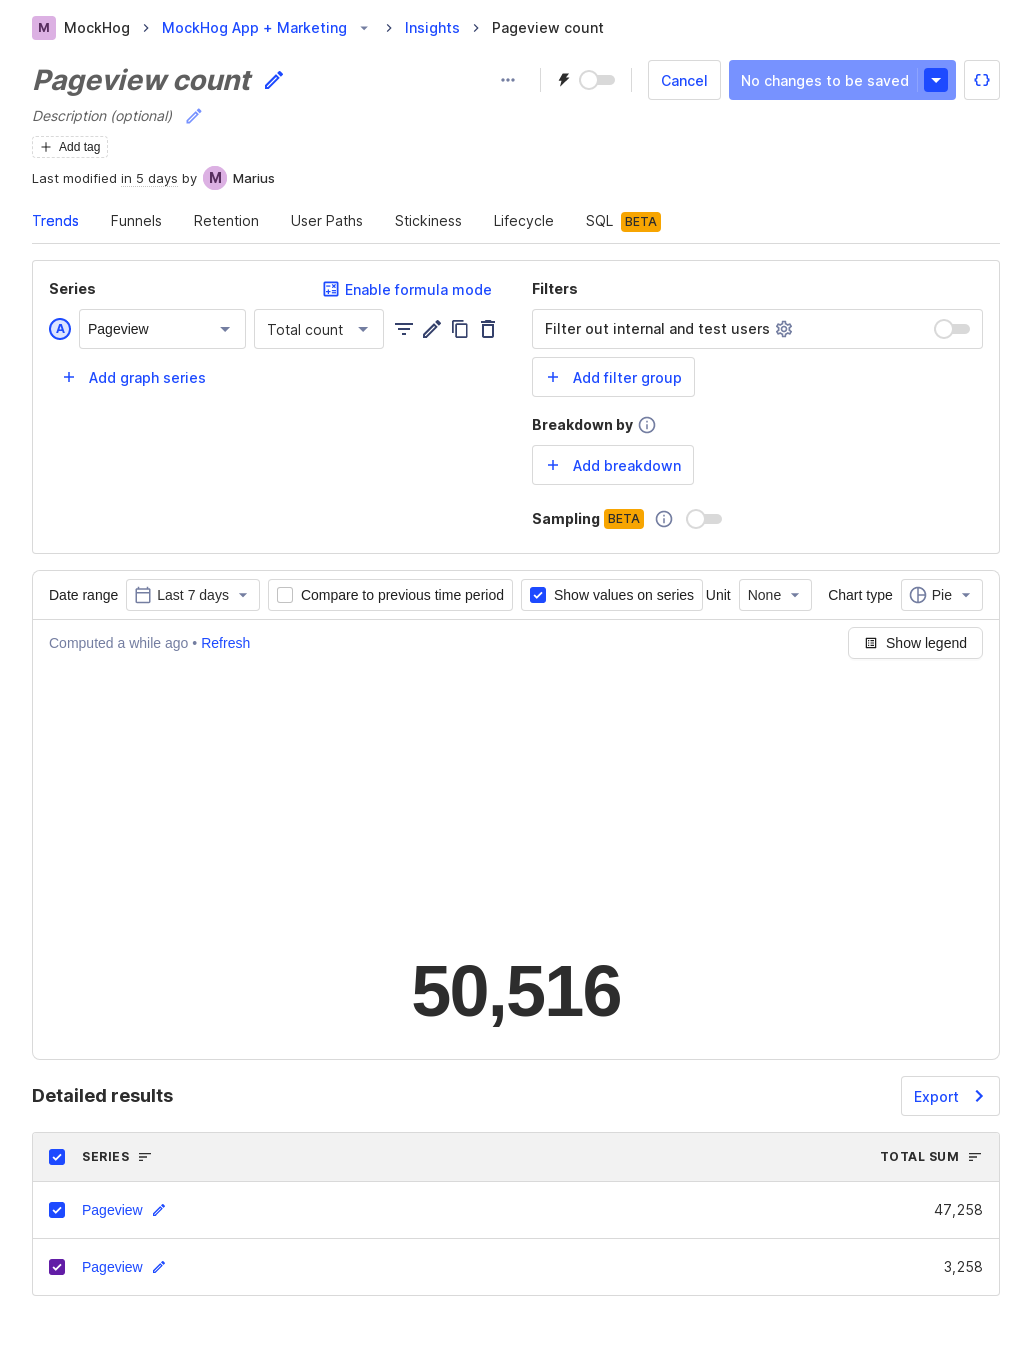 M MockHog MockHog App + Marketing Insights Pageview count
Pageview count
Cancel No changes to be saved {}
Description (optional)
Add tag
Last modified in 5 days by M Marius
Trends Funnels Retention User Paths Stickiness Lifecycle SQL BETA
Series Enable formula mode
A Pageview Total count
Add graph series
Filters
Filter out internal and test users
Add filter group
Breakdown by
Add breakdown
Sampling BETA
Date range Last 7 days Compare to previous time period Show values on series Unit None Chart type Pie
Computed a while ago • Refresh Show legend
50,516
Detailed results Export
SERIES TOTAL SUM
Pageview 47,258
Pageview 3,258